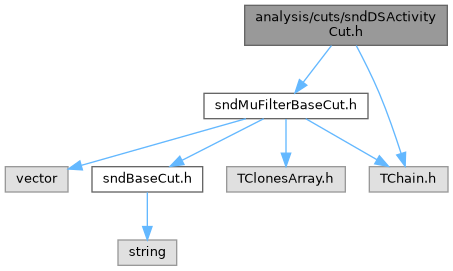 analysis/cuts/sndDSActivity
Cut.h
sndMuFilterBaseCut.h
vector
sndBaseCut.h
TClonesArray.h
TChain.h
string